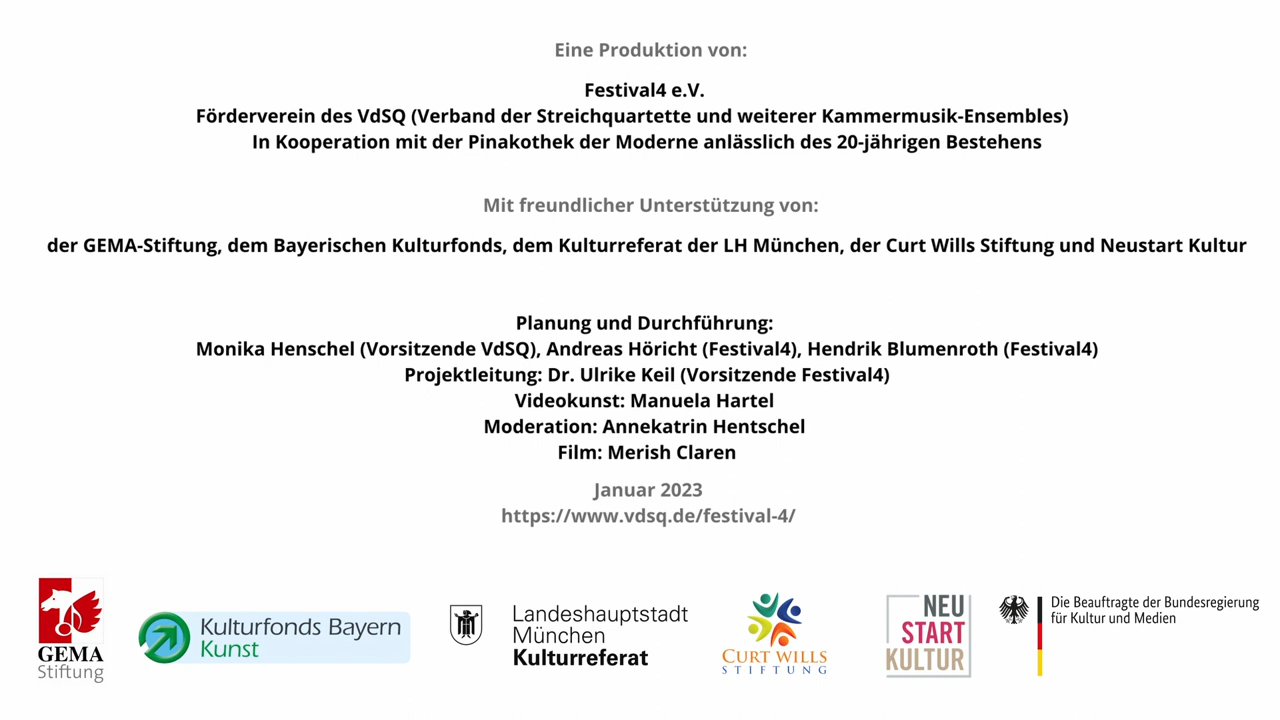 Eine Produktion von:
Festival4 e.V.
Förderverein des VdSQ (Verband der Streichquartette und weiterer Kammermusik-Ensembles)
In Kooperation mit der Pinakothek der Moderne anlässlich des 20-jährigen Bestehens
Mit freundlicher Unterstützung von:
der GEMA-Stiftung, dem Bayerischen Kulturfonds, dem Kulturreferat der LH München, der Curt Wills Stiftung und Neustart Kultur
Planung und Durchführung:
Monika Henschel (Vorsitzende VdSQ), Andreas Höricht (Festival4), Hendrik Blumenroth (Festival4)
Projektleitung: Dr. Ulrike Keil (Vorsitzende Festival4)
Videokunst: Manuela Hartel
Moderation: Annekatrin Hentschel
Film: Merish Claren
Januar 2023
https://www.vdsq.de/festival-4/
GEMA
Stiftung
Kulturfonds Bayern
Kunst
Landeshauptstadt
München
Kulturreferat
CURT WILLS
STIFTUNG
NEU
START
KULTUR
Die Beauftragte der Bundesregierung
für Kultur und Medien